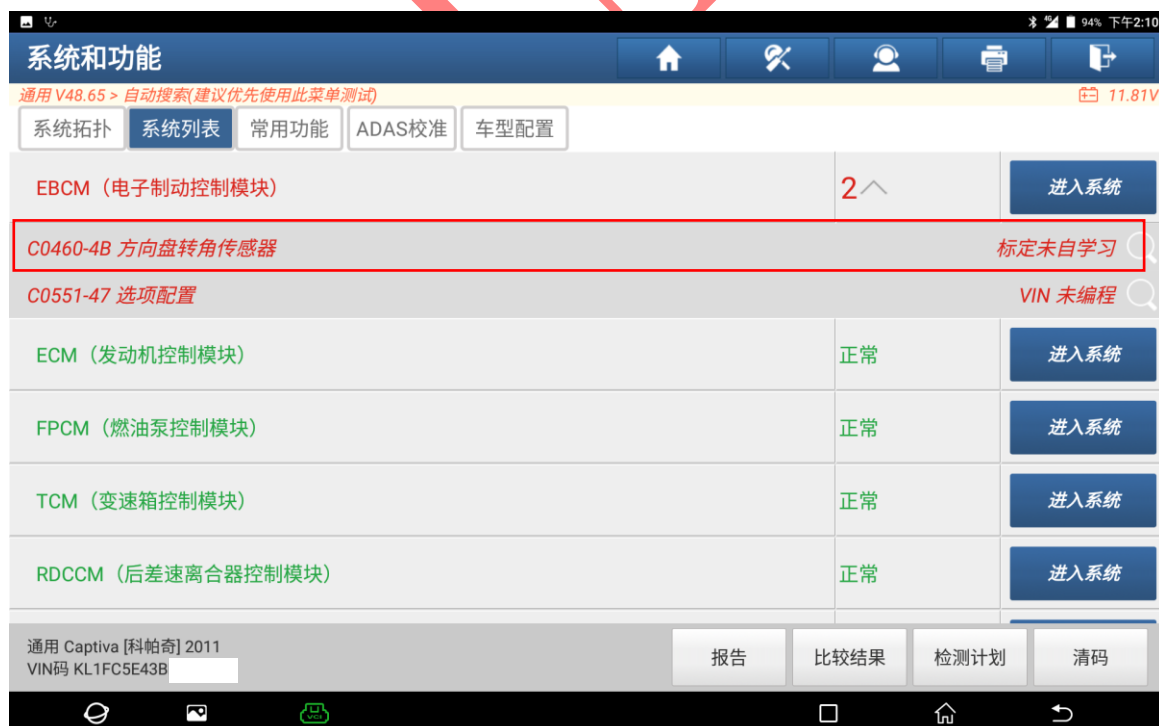 4G 94% 下午2:10
系统和功能
通用 V48.65 > 自动搜索(建议优先使用此菜单测试) 11.81V
系统拓扑 系统列表 常用功能 ADAS校准 车型配置
EBCM（电子制动控制模块） 2 进入系统
C0460-4B 方向盘转角传感器 标定未自学习
C0551-47 选项配置 VIN 未编程
ECM（发动机控制模块） 正常 进入系统
FPCM（燃油泵控制模块） 正常 进入系统
TCM（变速箱控制模块） 正常 进入系统
RDCCM（后差速离合器控制模块） 正常 进入系统
通用 Captiva [科帕奇] 2011
VIN码 KL1FC5E43B
报告 比较结果 检测计划 清码
VCI